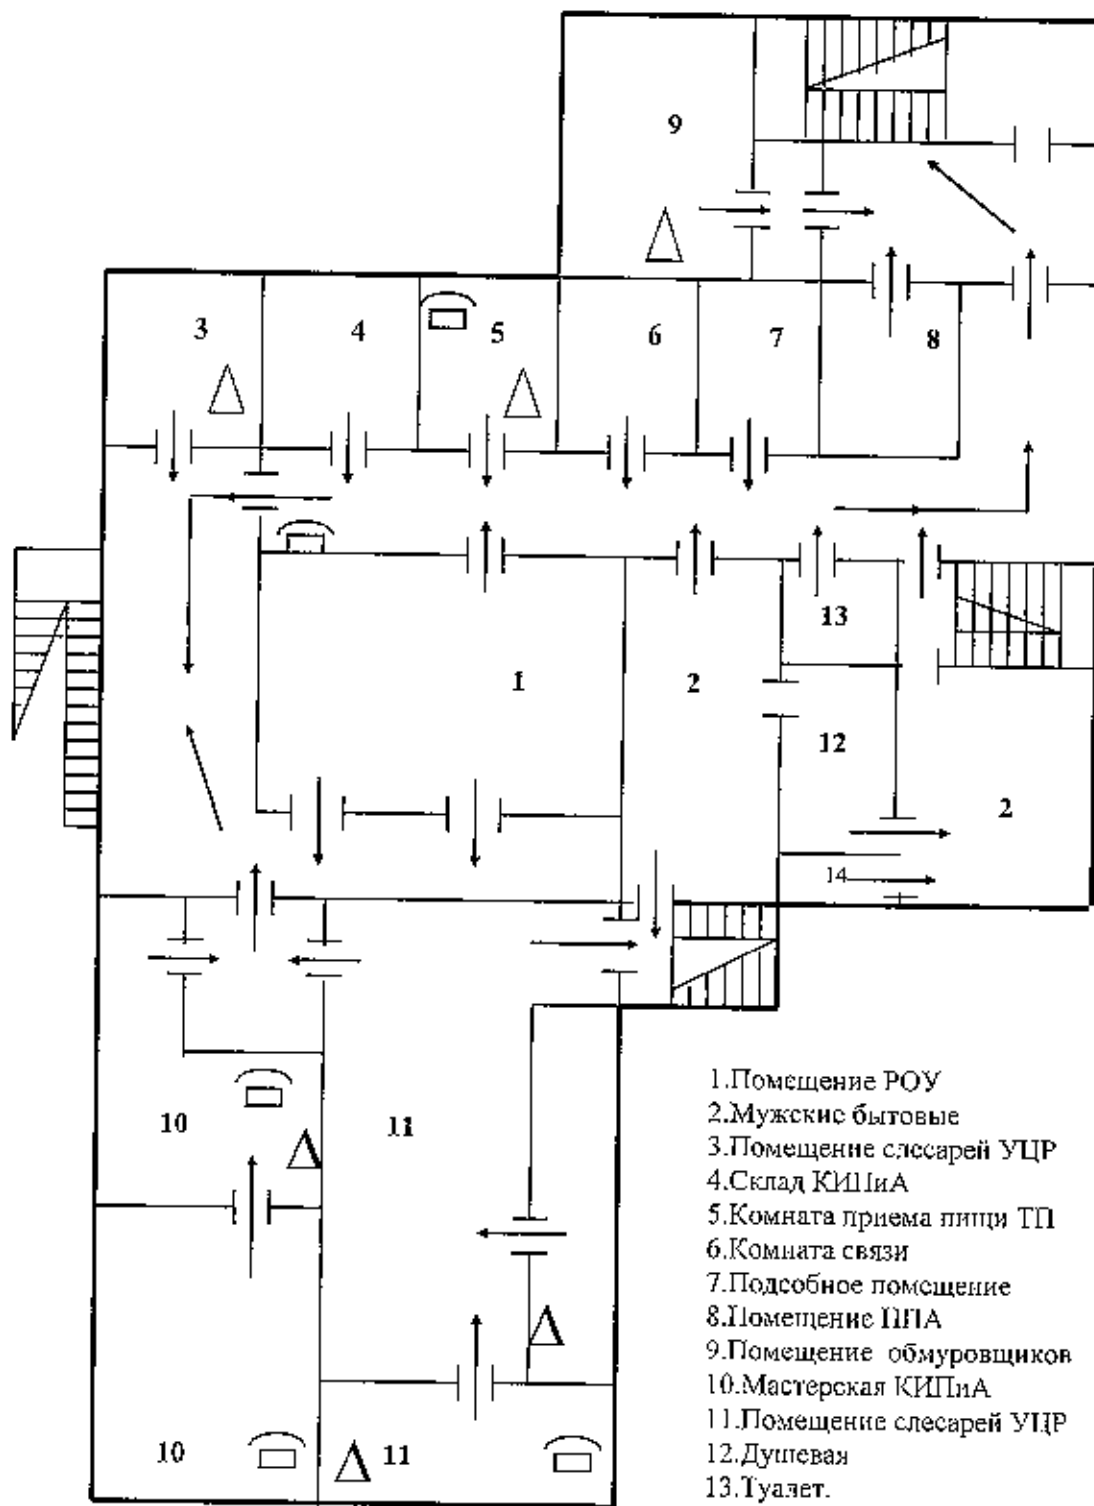 9
3
4
5
6
7
8
13
1
2
12
2
14
10
11
10
11
1.Помещение РОУ
2.Мужские бытовые
3.Помещение слесарей УЦР
4.Склад КИПиА
5.Комната приема пищи ТП
6.Комната связи
7.Подсобное помещение
8.Помещение ППА
9.Помещение обмуровщиков
10.Мастерская КИПиА
11.Помещение слесарей УЦР
12.Душевая
13.Туалет.